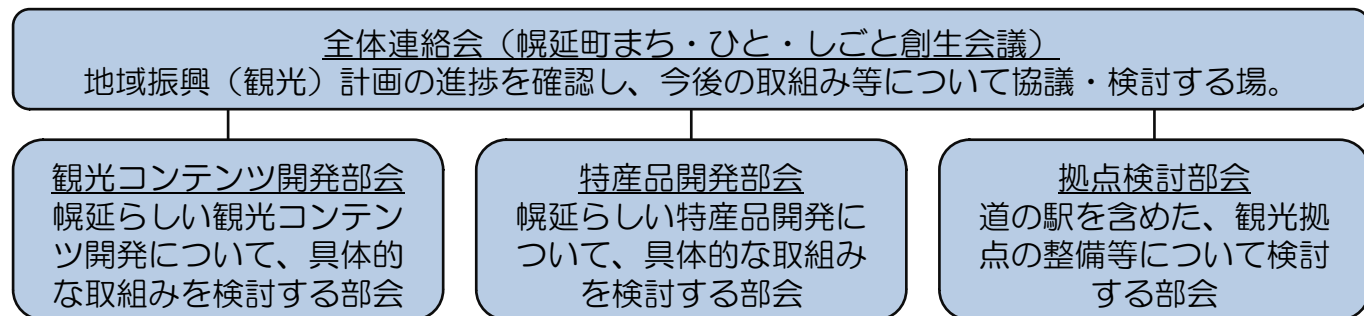 全体連絡会（幌延町まち・ひと・しごと創生会議）
地域振興（観光）計画の進捗を確認し、今後の取組み等について協議・検討する場。
観光コンテンツ開発部会
幌延らしい観光コンテン
ツ開発について、具体的
な取組みを検討する部会
特産品開発部会
幌延らしい特産品開発に
ついて、具体的な取組み
を検討する部会
拠点検討部会
道の駅を含めた、観光拠
点の整備等について検討
する部会